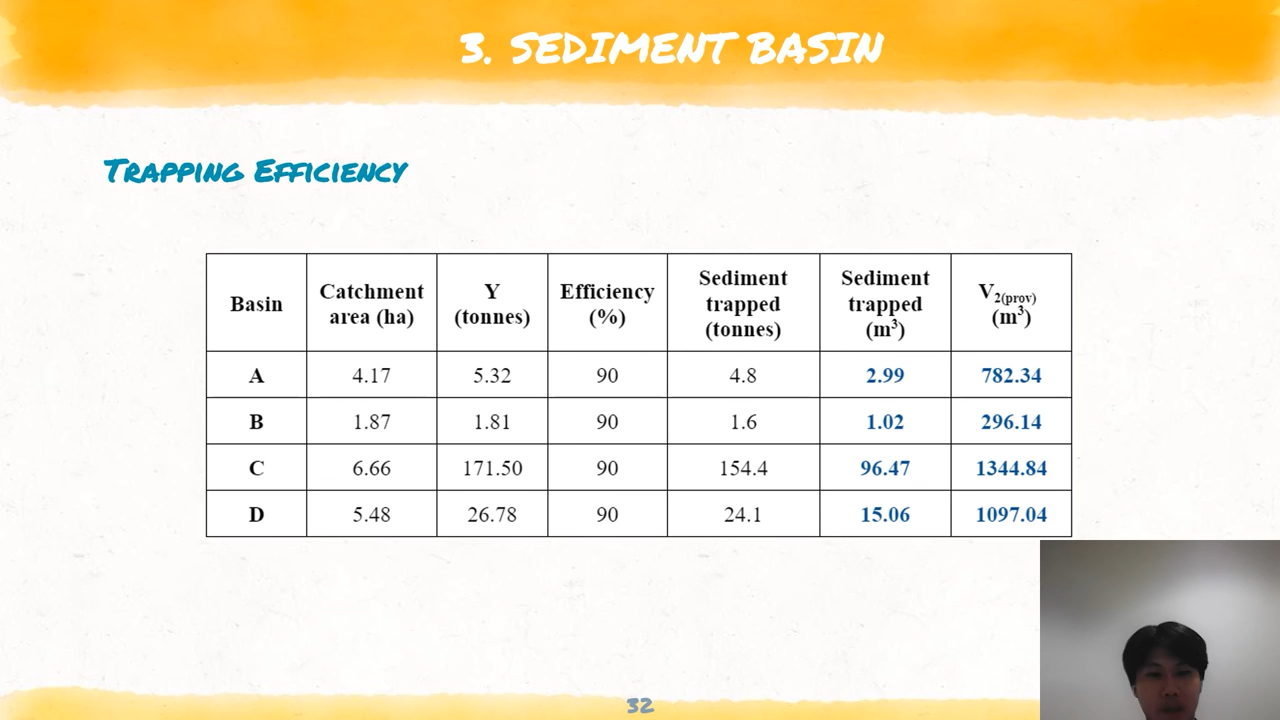 3. SEDIMENT BASIN
TRAPPING EFFICIENCY
Basin Catchment area (ha) Y (tonnes) Efficiency (%) Sediment trapped (tonnes) Sediment trapped (m³) V₂₍prov₎ (m³)
A 4.17 5.32 90 4.8 2.99 782.34
B 1.87 1.81 90 1.6 1.02 296.14
C 6.66 171.50 90 154.4 96.47 1344.84
D 5.48 26.78 90 24.1 15.06 1097.04
32